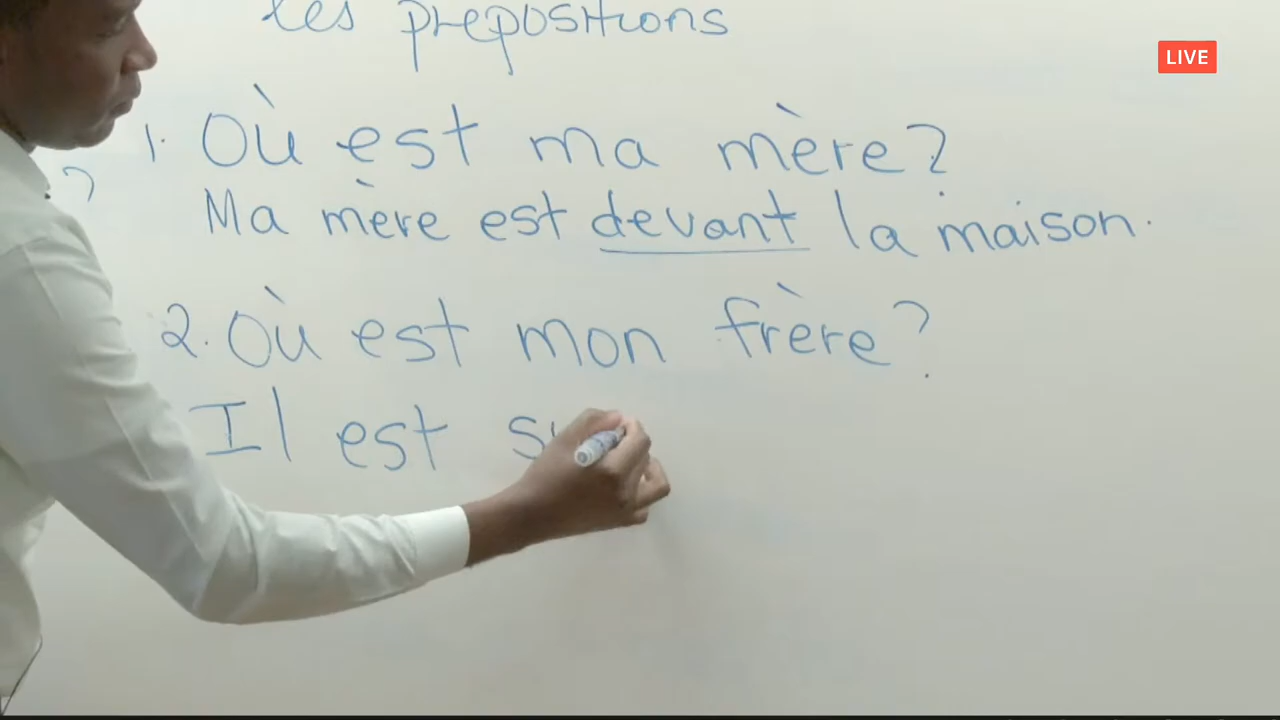 les prepositions
LIVE
1. Où est ma mère?
Ma mère est devant la maison.
2. Où est mon frère?
Il est